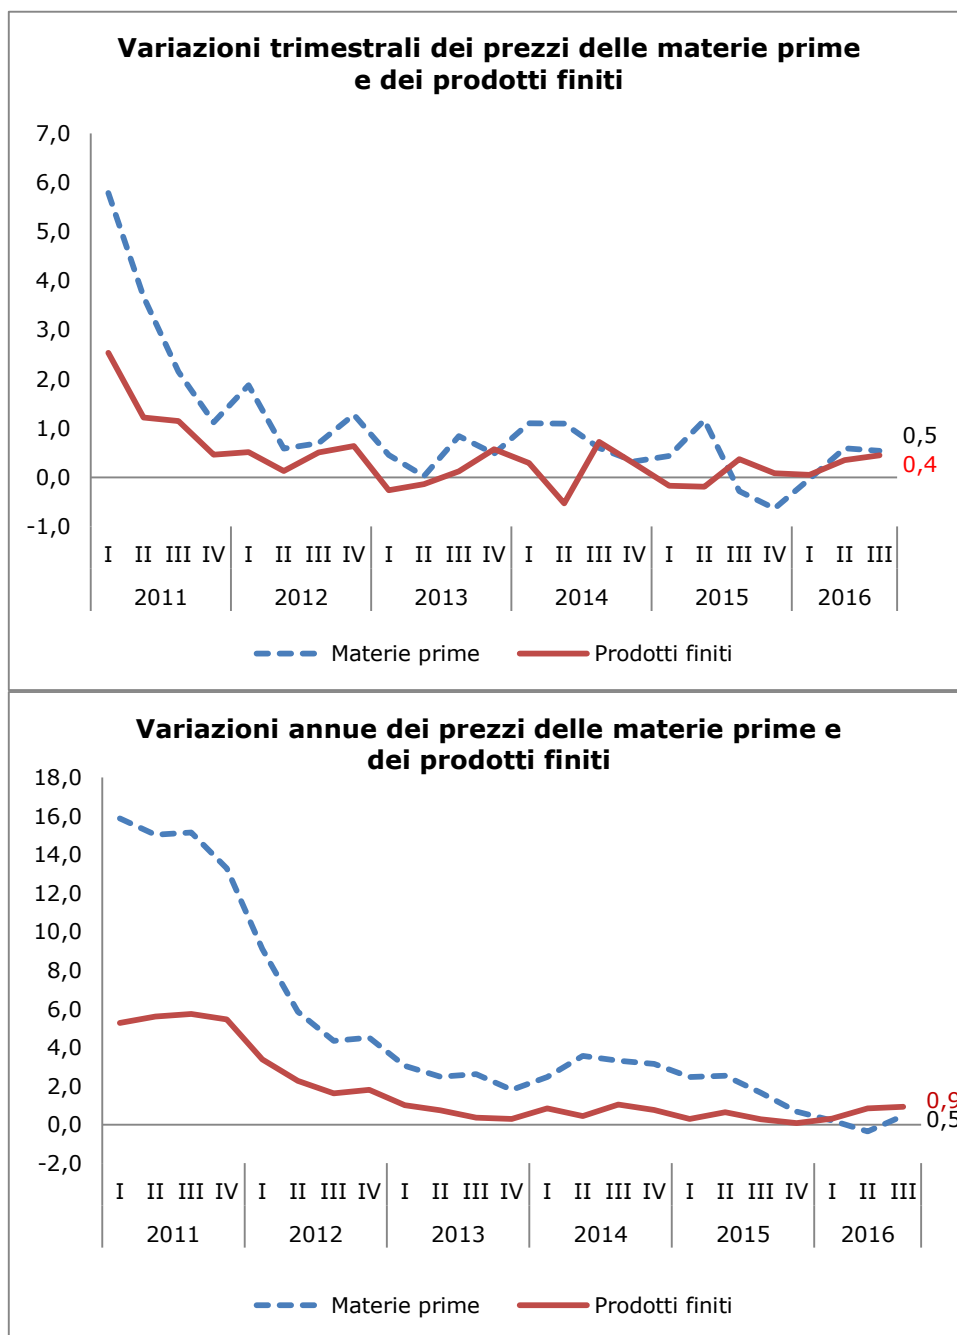 Variazioni trimestrali dei prezzi delle materie prime
e dei prodotti finiti
7,0
6,0
5,0
4,0
3,0
2,0
1,0
0,0
-1,0
0,5
0,4
I II III IV I II III IV I II III IV I II III IV I II III IV I II III
2011 2012 2013 2014 2015 2016
Materie prime Prodotti finiti
Variazioni annue dei prezzi delle materie prime e
dei prodotti finiti
18,0
16,0
14,0
12,0
10,0
8,0
6,0
4,0
2,0
0,0
-2,0
0,9
0,5
I II III IV I II III IV I II III IV I II III IV I II III IV I II III
2011 2012 2013 2014 2015 2016
Materie prime Prodotti finiti